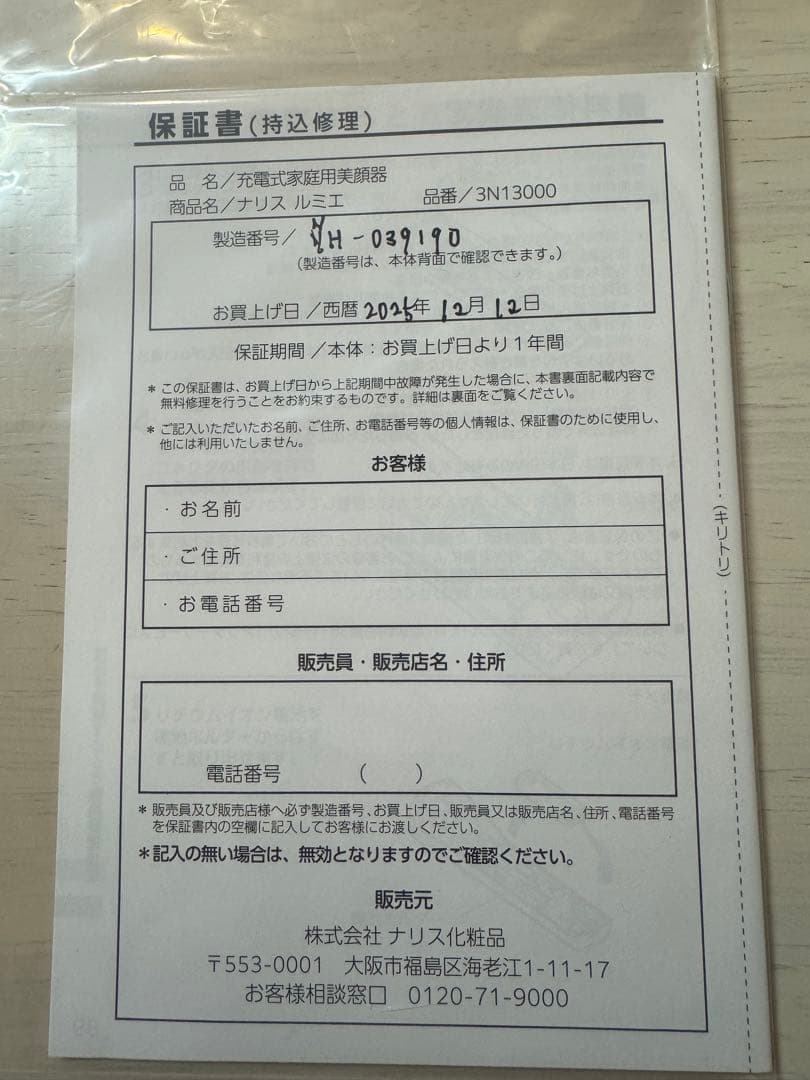 保証書(持込修理)
品 名/充電式家庭用美顔器
商品名/ナリス ルミエ 品番/3N13000
製造番号/ H-039190
(製造番号は、本体背面で確認できます。)
お買上げ日/西暦 2025年 12月 12日
保証期間/本体:お買上げ日より1年間
* この保証書は、お買上げ日から上記期間中故障が発生した場合に、本書裏面記載内容で
無料修理を行うことをお約束するものです。詳細は裏面をご覧ください。
* ご記入いただいたお名前、ご住所、お電話番号等の個人情報は、保証書のために使用し、
他には利用いたしません。
お客様
・お名前
・ご住所
・お電話番号
(キリトリ)
販売員・販売店名・住所
電話番号 ( )
* 販売員及び販売店様へ必ず製造番号、お買上げ日、販売員又は販売店名、住所、電話番号
を保証書内の空欄に記入してお客様にお渡しください。
*記入の無い場合は、無効となりますのでご確認ください。
販売元
株式会社 ナリス化粧品
〒553-0001 大阪市福島区海老江1-11-17
お客様相談窓口 0120-71-9000